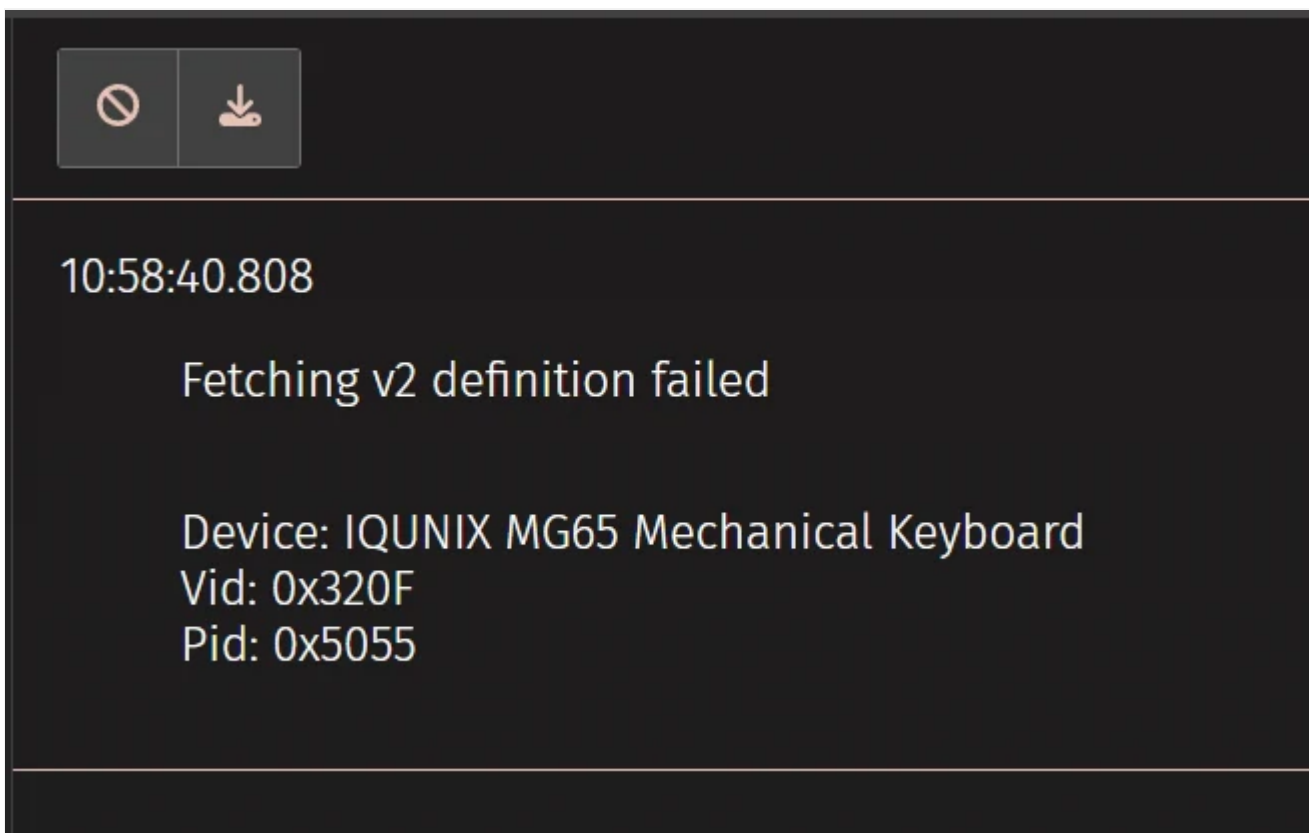 10:58:40.808
Fetching v2 definition failed
Device: IQUNIX MG65 Mechanical Keyboard
Vid: 0x320F
Pid: 0x5055